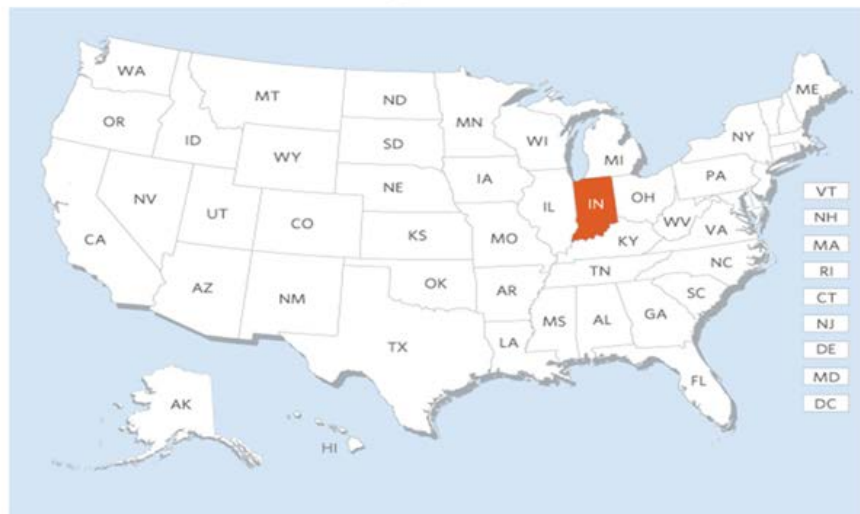 WA
MT
ND
MN
ME
OR
ID
SD
WI
NY
WY
MI
NV
NE
IA
PA
UT
CO
IL
IN
OH
VT
CA
KS
MO
WV
VA
NH
KY
MA
AZ
NM
OK
TN
NC
RI
AR
SC
CT
TX
MS
AL
GA
NJ
LA
DE
FL
MD
AK
DC
HI